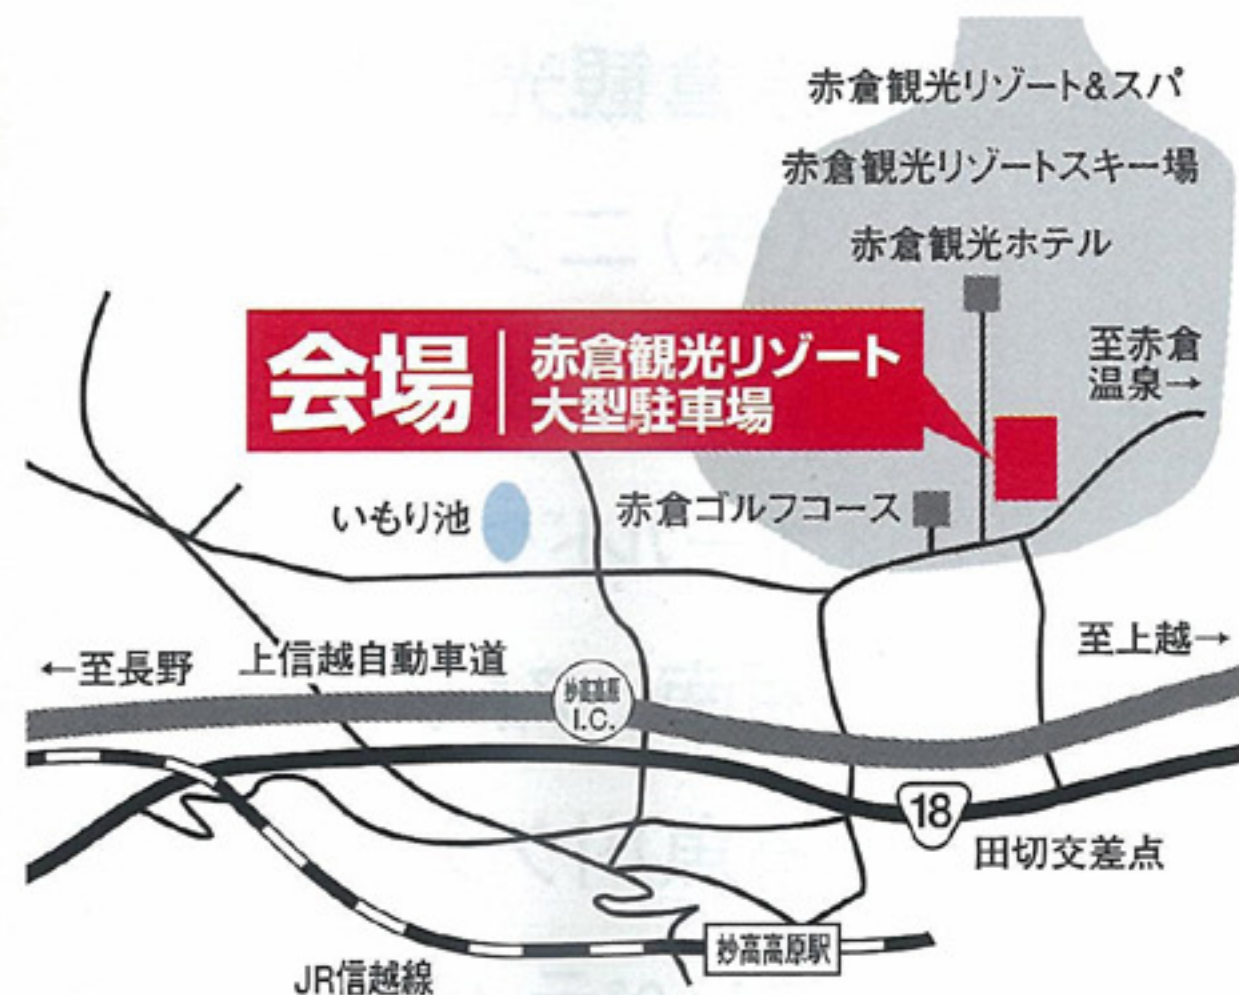 赤倉観光リゾート&スパ
赤倉観光リゾートスキー場
赤倉観光ホテル
会場
赤倉観光リゾート
大型駐車場
至赤倉
温泉→
いもり池
赤倉ゴルフコース
←至長野
上信越自動車道
妙高高原
I.C.
至上越→
18
田切交差点
妙高高原駅
JR信越線